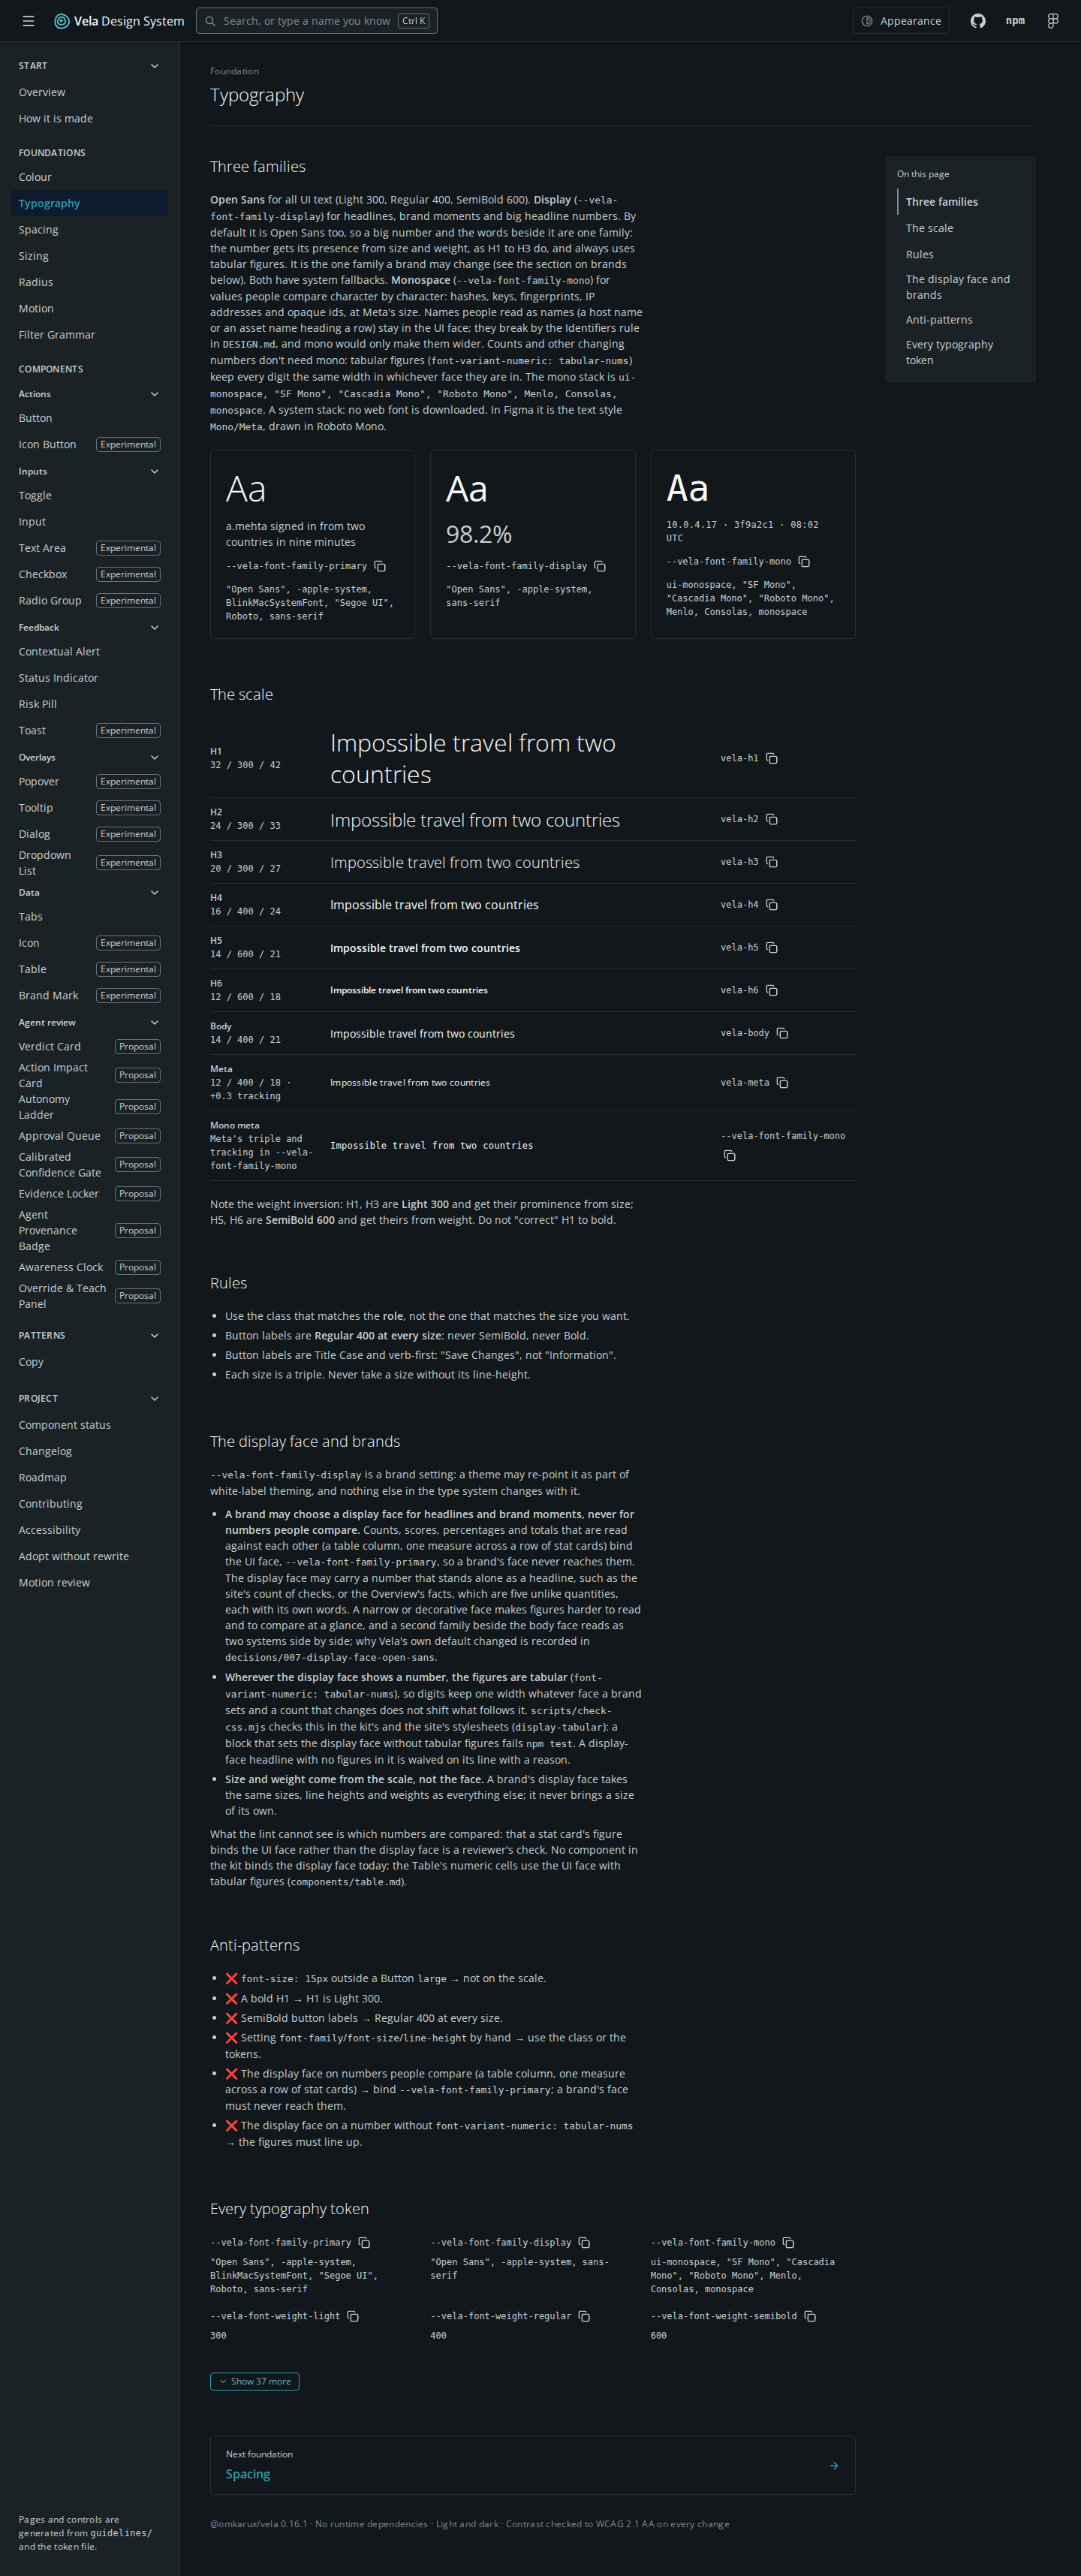 Vela Design System
Search, or type a name you know
Ctrl K
Appearance
npm
START
Overview
How it is made
FOUNDATIONS
Colour
Typography
Spacing
Sizing
Radius
Motion
Filter Grammar
COMPONENTS
Actions
Button
Icon Button Experimental
Inputs
Toggle
Input
Text Area Experimental
Checkbox Experimental
Radio Group Experimental
Feedback
Contextual Alert
Status Indicator
Risk Pill
Toast Experimental
Overlays
Popover Experimental
Tooltip Experimental
Dialog Experimental
Dropdown
List Experimental
Data
Tabs
Icon Experimental
Table Experimental
Brand Mark Experimental
Agent review
Verdict Card Proposal
Action Impact
Card Proposal
Autonomy
Ladder Proposal
Approval Queue Proposal
Calibrated
Confidence Gate Proposal
Evidence Locker Proposal
Agent
Provenance Proposal
Badge
Awareness Clock Proposal
Override & Teach
Panel Proposal
PATTERNS
Copy
PROJECT
Component status
Changelog
Roadmap
Contributing
Accessibility
Adopt without rewrite
Motion review
Pages and controls are
generated from guidelines/
and the token file.
Foundation
Typography
Three families
Open Sans for all UI text (Light 300, Regular 400, SemiBold 600). Display (--vela-
font-family-display) for headlines, brand moments and big headline numbers. By
default it is Open Sans too, so a big number and the words beside it are one family:
the number gets its presence from size and weight, as H1 to H3 do, and always uses
tabular figures. It is the one family a brand may change (see the section on brands
below). Both have system fallbacks. Monospace (--vela-font-family-mono) for
values people compare character by character: hashes, keys, fingerprints, IP
addresses and opaque ids, at Meta's size. Names people read as names (a host name
or an asset name heading a row) stay in the UI face; they break by the Identifiers rule
in DESIGN.md, and mono would only make them wider. Counts and other changing
numbers don't need mono: tabular figures (font-variant-numeric: tabular-nums)
keep every digit the same width in whichever face they are in. The mono stack is ui-
monospace, "SF Mono", "Cascadia Mono", "Roboto Mono", Menlo, Consolas,
monospace. A system stack: no web font is downloaded. In Figma it is the text style
Mono/Meta, drawn in Roboto Mono.
Aa
a.mehta signed in from two
countries in nine minutes
--vela-font-family-primary
"Open Sans", -apple-system,
BlinkMacSystemFont, "Segoe UI",
Roboto, sans-serif
Aa
98.2%
--vela-font-family-display
"Open Sans", -apple-system,
sans-serif
Aa
10.0.4.17 · 3f9a2c1 · 08:02
UTC
--vela-font-family-mono
ui-monospace, "SF Mono",
"Cascadia Mono", "Roboto Mono",
Menlo, Consolas, monospace
The scale
H1
32 / 300 / 42
Impossible travel from two
countries
vela-h1
H2
24 / 300 / 33
Impossible travel from two countries
vela-h2
H3
20 / 300 / 27
Impossible travel from two countries
vela-h3
H4
16 / 400 / 24
Impossible travel from two countries
vela-h4
H5
14 / 600 / 21
Impossible travel from two countries
vela-h5
H6
12 / 600 / 18
Impossible travel from two countries
vela-h6
Body
14 / 400 / 21
Impossible travel from two countries
vela-body
Meta
12 / 400 / 18 ·
+0.3 tracking
Impossible travel from two countries
vela-meta
Mono meta
Meta's triple and
tracking in --vela-
font-family-mono
Impossible travel from two countries
--vela-font-family-mono
Note the weight inversion: H1, H3 are Light 300 and get their prominence from size;
H5, H6 are SemiBold 600 and get theirs from weight. Do not "correct" H1 to bold.
Rules
• Use the class that matches the role, not the one that matches the size you want.
• Button labels are Regular 400 at every size: never SemiBold, never Bold.
• Button labels are Title Case and verb-first: "Save Changes", not "Information".
• Each size is a triple. Never take a size without its line-height.
The display face and brands
--vela-font-family-display is a brand setting: a theme may re-point it as part of
white-label theming, and nothing else in the type system changes with it.
• A brand may choose a display face for headlines and brand moments, never for
numbers people compare. Counts, scores, percentages and totals that are read
against each other (a table column, one measure across a row of stat cards) bind
the UI face, --vela-font-family-primary, so a brand's face never reaches them.
The display face may carry a number that stands alone as a headline, such as the
site's count of checks, or the Overview's facts, which are five unlike quantities,
each with its own words. A narrow or decorative face makes figures harder to read
and to compare at a glance, and a second family beside the body face reads as
two systems side by side; why Vela's own default changed is recorded in
decisions/007-display-face-open-sans.
• Wherever the display face shows a number, the figures are tabular (font-
variant-numeric: tabular-nums), so digits keep one width whatever face a brand
sets and a count that changes does not shift what follows it. scripts/check-
css.mjs checks this in the kit's and the site's stylesheets (display-tabular): a
block that sets the display face without tabular figures fails npm test. A display-
face headline with no figures in it is waived on its line with a reason.
• Size and weight come from the scale, not the face. A brand's display face takes
the same sizes, line heights and weights as everything else; it never brings a size
of its own.
What the lint cannot see is which numbers are compared: that a stat card's figure
binds the UI face rather than the display face is a reviewer's check. No component in
the kit binds the display face today; the Table's numeric cells use the UI face with
tabular figures (components/table.md).
Anti-patterns
• ❌ font-size: 15px outside a Button large → not on the scale.
• ❌ A bold H1 → H1 is Light 300.
• ❌ SemiBold button labels → Regular 400 at every size.
• ❌ Setting font-family/font-size/line-height by hand → use the class or the
tokens.
• ❌ The display face on numbers people compare (a table column, one measure
across a row of stat cards) → bind --vela-font-family-primary; a brand's face
must never reach them.
• ❌ The display face on a number without font-variant-numeric: tabular-nums
→ the figures must line up.
Every typography token
--vela-font-family-primary
"Open Sans", -apple-system,
BlinkMacSystemFont, "Segoe UI",
Roboto, sans-serif
--vela-font-family-display
"Open Sans", -apple-system, sans-
serif
--vela-font-family-mono
ui-monospace, "SF Mono", "Cascadia
Mono", "Roboto Mono", Menlo,
Consolas, monospace
--vela-font-weight-light
300
--vela-font-weight-regular
400
--vela-font-weight-semibold
600
Show 37 more
Next foundation
Spacing
@omkarux/vela 0.16.1 · No runtime dependencies · Light and dark · Contrast checked to WCAG 2.1 AA on every change
On this page
Three families
The scale
Rules
The display face and
brands
Anti-patterns
Every typography
token